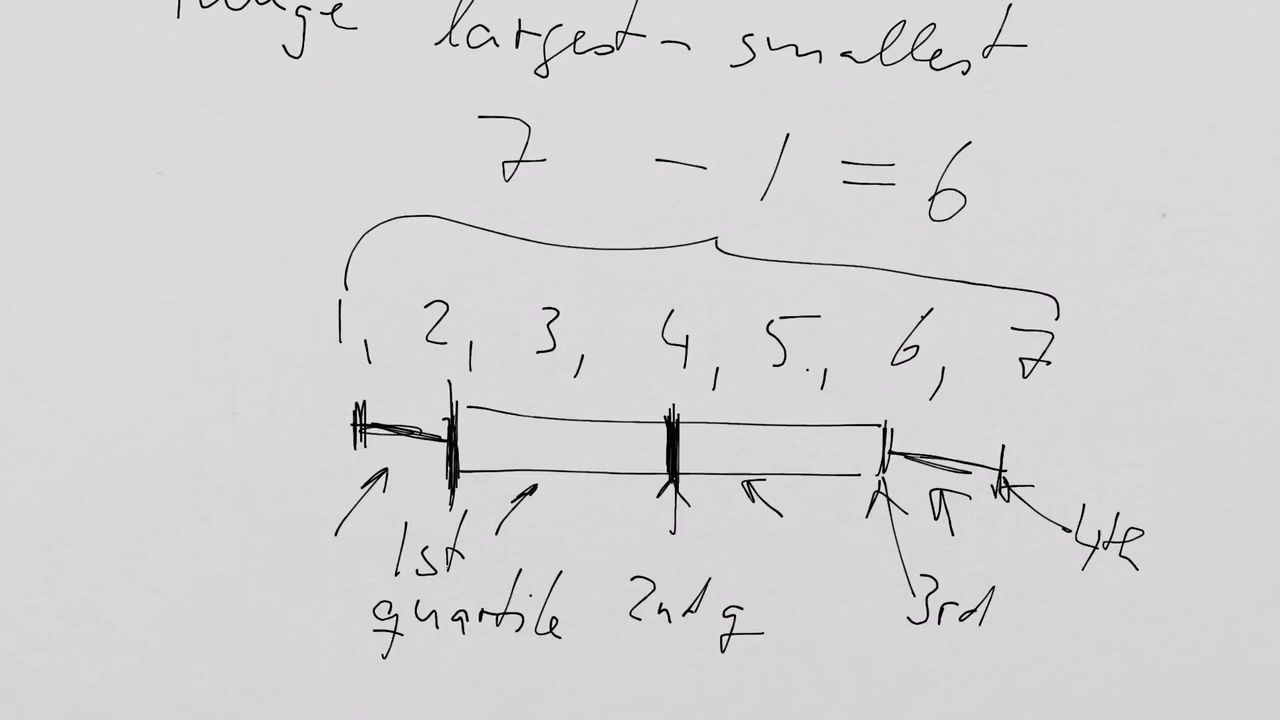 largest - smallest
7 - 1 = 6
1, 2, 3, 4, 5, 6, 7
4th
1st
quartile 2nd q 3rd